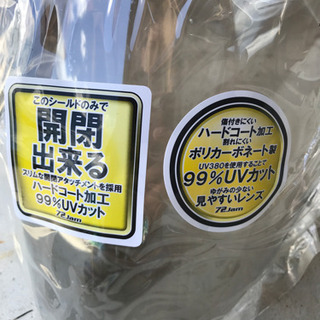 このシールドのみで
開閉
出来る
スリムな開閉アタッチメントを採用
ハードコート加工
99%UVカット
72Jam
傷付きにくい
ハードコート加工
割れにくい
ポリカーボネート製
UV380を使用することで
99%UVカット
ゆがみの少ない
見やすいレンズ
72Jam